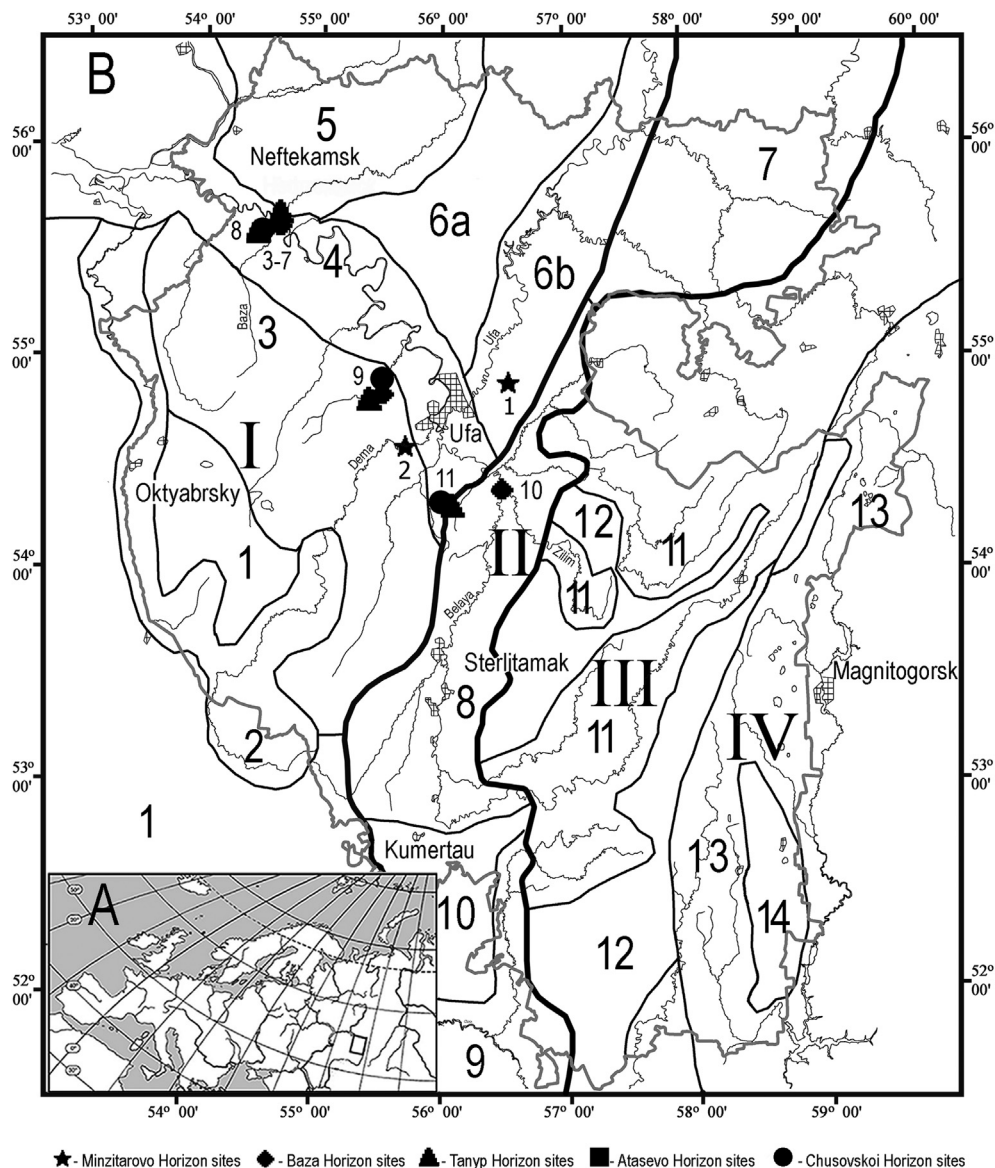 53° 00' 54° 00' 55° 00' 56° 00' 57° 00' 58° 00' 59° 00' 60° 00'
B
56° 00'
56° 00'
5
Neftekamsk
7
6a
8
3-7
4
6b
Baza
3
Ufa
55° 00'
55° 00'
9
1
Ufa
I
Dema
2
11
10
Oktyabrsky
II
12
13
11
54° 00'
54° 00'
1
Zilim
11
Belaya
Sterlitamak
III
Magnitogorsk
8
11
IV
2
53° 00'
53° 00'
1
Kumertau
13
A
10
14
12
52° 00'
52° 00'
9
54° 00' 55° 00' 56° 00' 57° 00' 58° 00' 59° 00'
- Minzitarovo Horizon sites - Baza Horizon sites - Tanyp Horizon sites - Atasevo Horizon sites - Chusovskoi Horizon sites